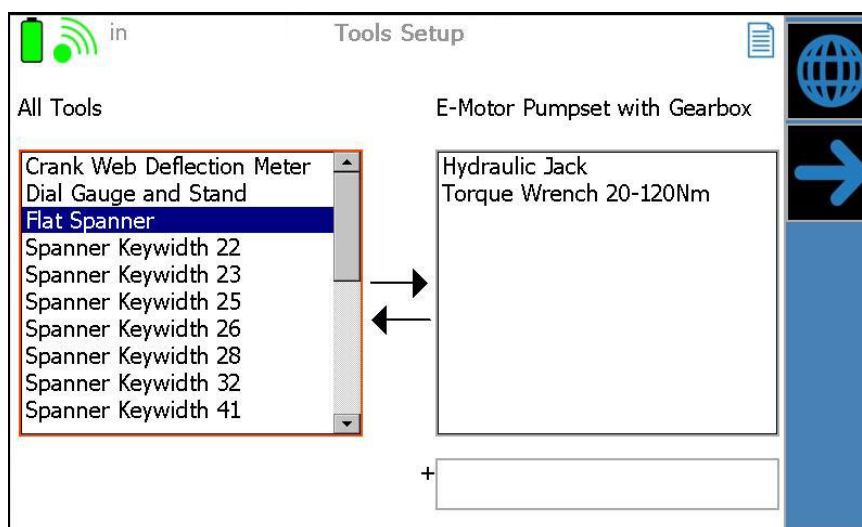 in
Tools Setup
All Tools
E-Motor Pumpset with Gearbox
Crank Web Deflection Meter
Dial Gauge and Stand
Flat Spanner
Spanner Keywidth 22
Spanner Keywidth 23
Spanner Keywidth 25
Spanner Keywidth 26
Spanner Keywidth 28
Spanner Keywidth 32
Spanner Keywidth 41
Hydraulic Jack
Torque Wrench 20-120Nm
+